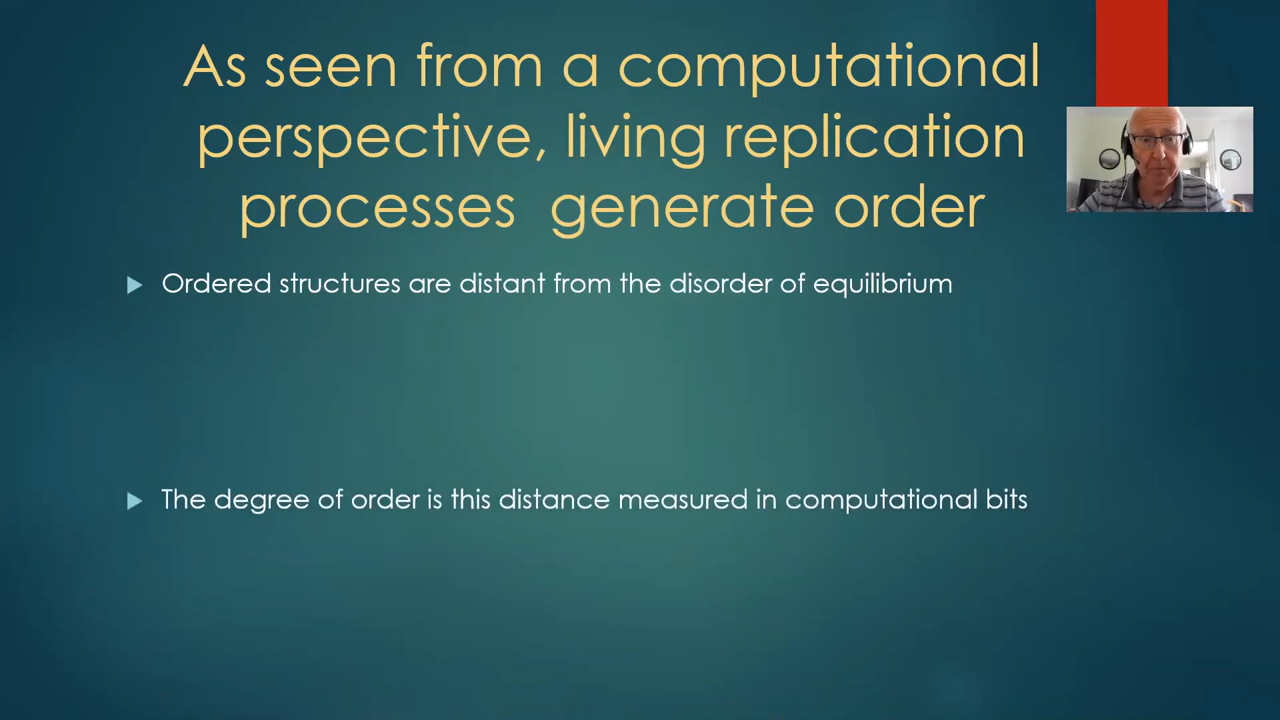 As seen from a computational
perspective, living replication
processes  generate order
Ordered structures are distant from the disorder of equilibrium
The degree of order is this distance measured in computational bits